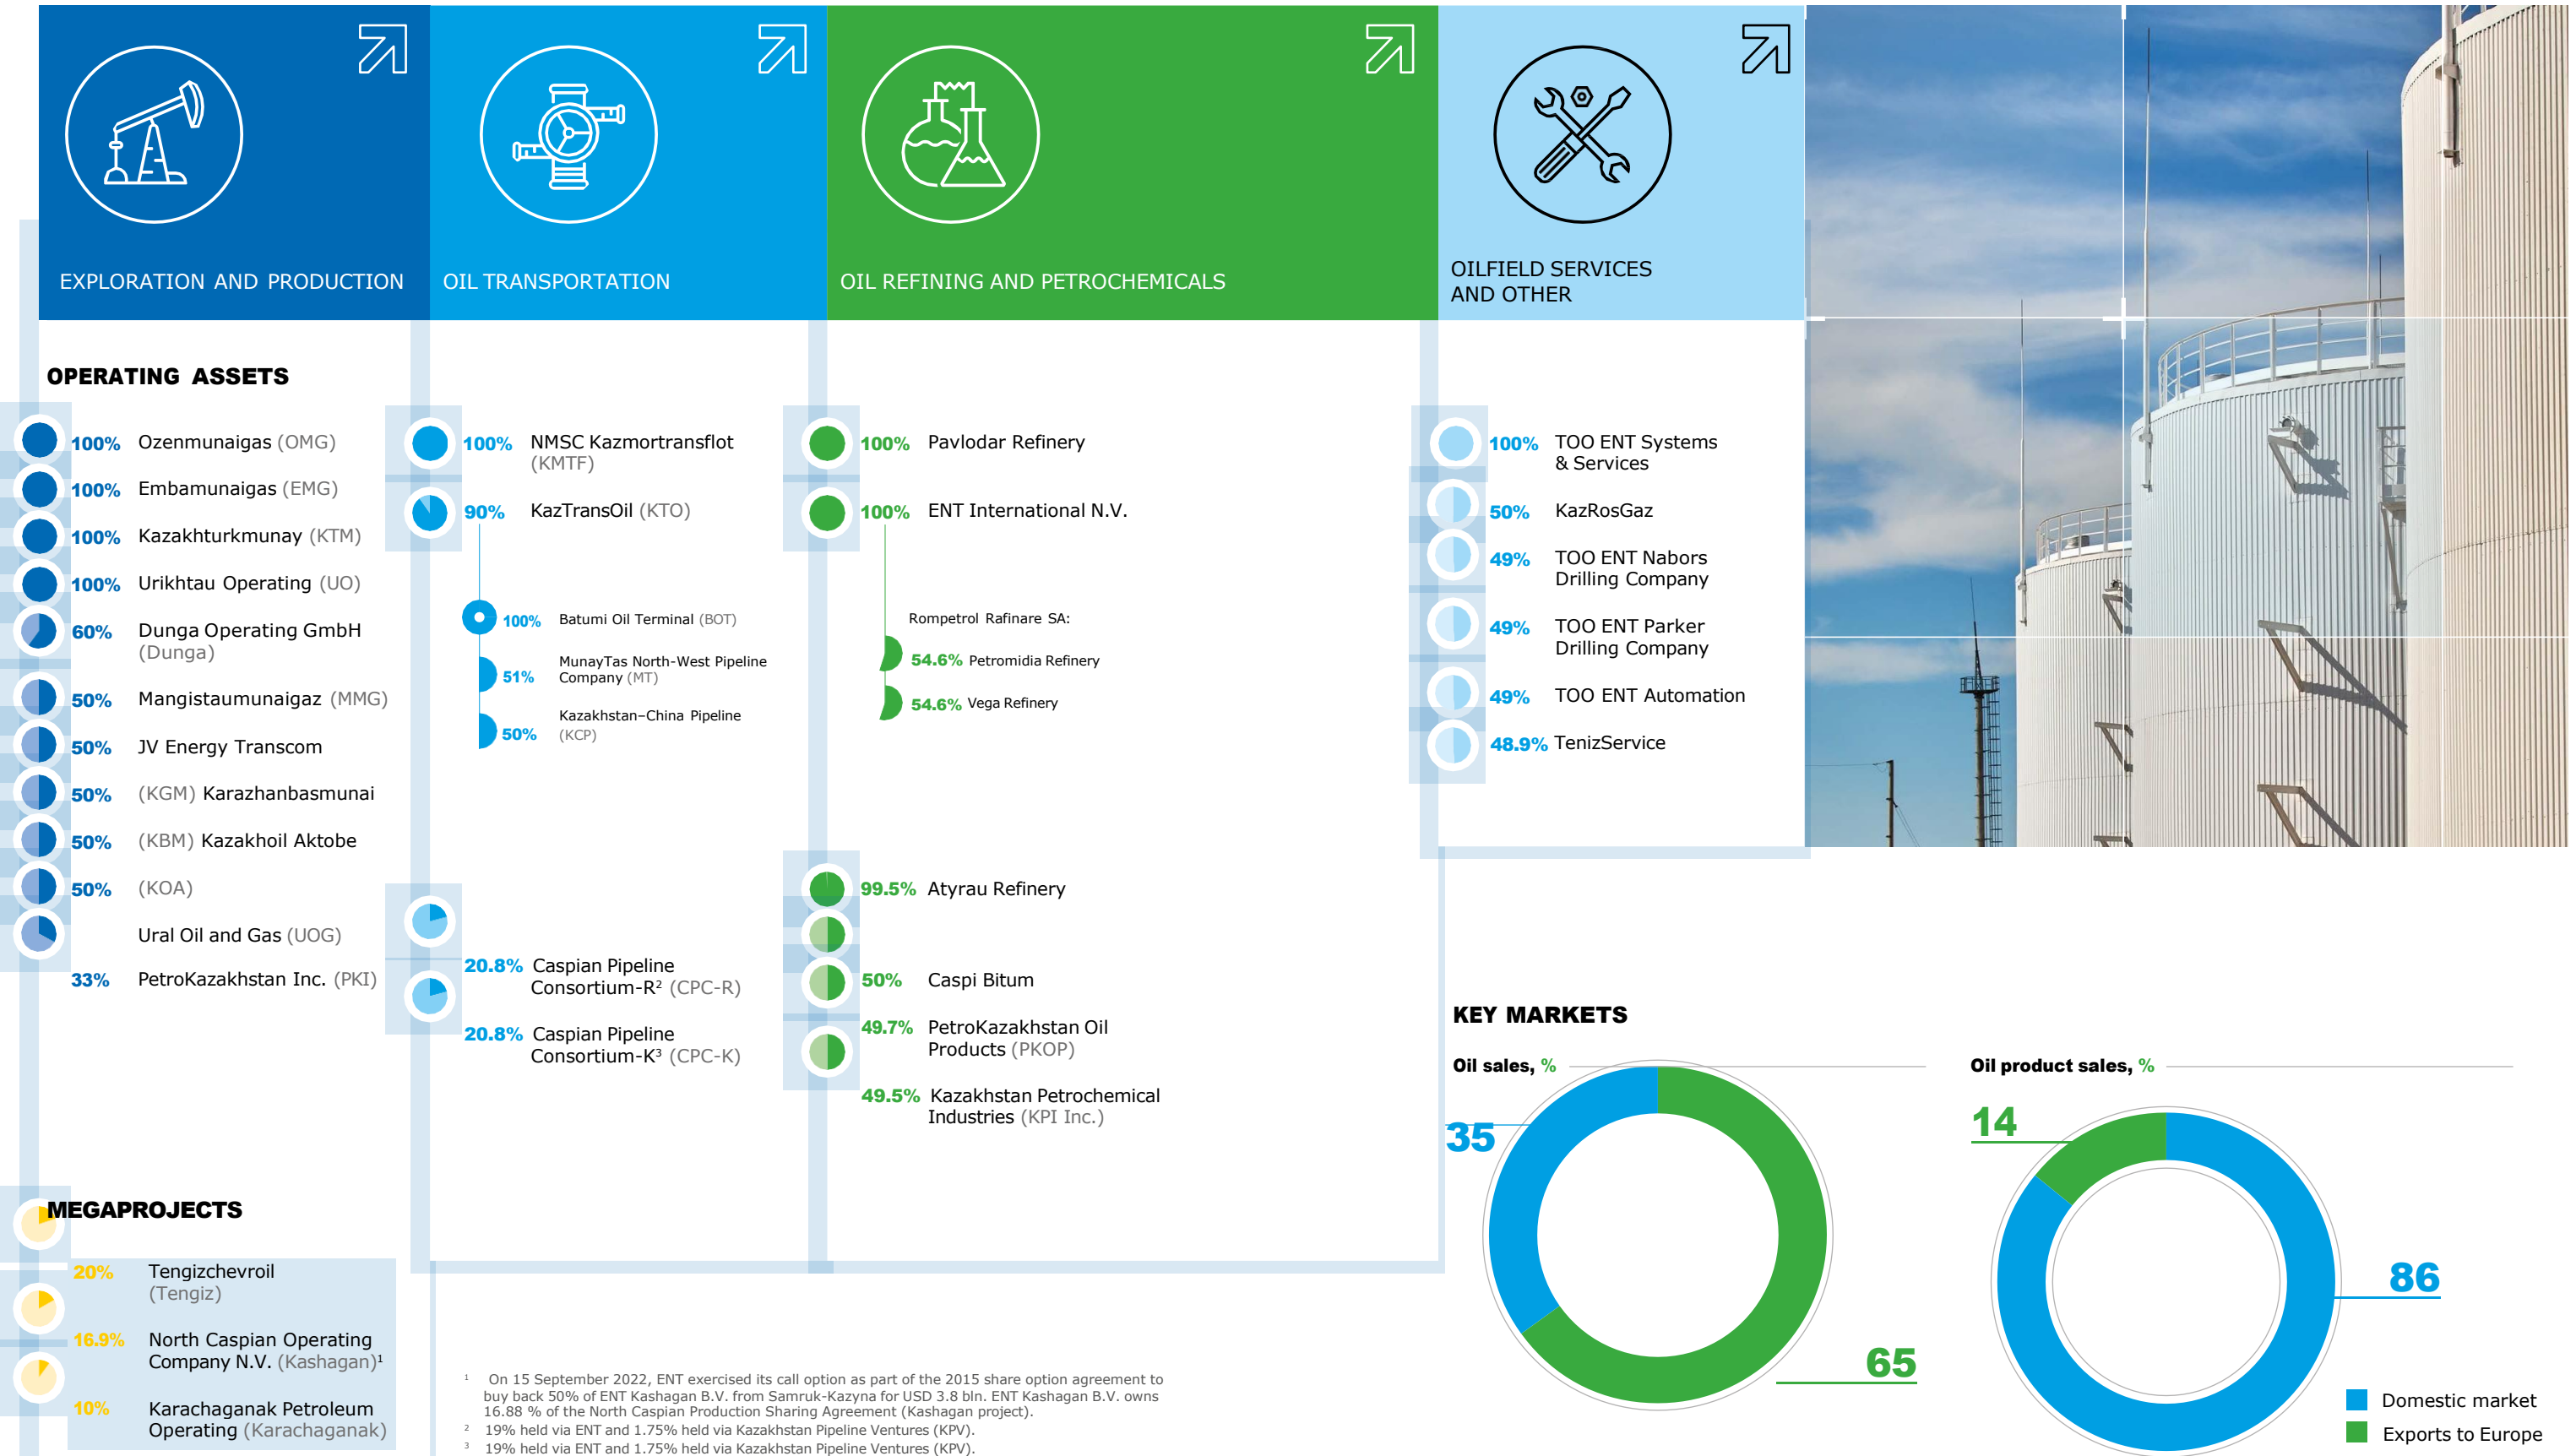 EXPLORATION AND PRODUCTION
OIL TRANSPORTATION
OIL REFINING AND PETROCHEMICALS
OILFIELD SERVICES
AND OTHER
OPERATING ASSETS
100% Ozenmunaigas (OMG)
100% Embamunaigas (EMG)
100% Kazakhturkmunay (KTM)
100% Urikhtau Operating (UO)
60% Dunga Operating GmbH
(Dunga)
50% Mangistaumunaigaz (MMG)
50% JV Energy Transcom
50% (KGM) Karazhanbasmunai
50% (KBM) Kazakhoil Aktobe
50% (KOA)
Ural Oil and Gas (UOG)
33% PetroKazakhstan Inc. (PKI)
MEGAPROJECTS
20% Tengizchevroil
(Tengiz)
16.9% North Caspian Operating
Company N.V. (Kashagan)¹
10% Karachaganak Petroleum
Operating (Karachaganak)
100% NMSC Kazmortransflot
(KMTF)
90% KazTransOil (KTO)
100% Batumi Oil Terminal (BOT)
51% MunayTas North-West Pipeline
Company (MT)
50% Kazakhstan–China Pipeline
(KCP)
20.8% Caspian Pipeline
Consortium-R² (CPC-R)
20.8% Caspian Pipeline
Consortium-K³ (CPC-K)
100% Pavlodar Refinery
100% ENT International N.V.
Rompetrol Rafinare SA:
54.6% Petromidia Refinery
54.6% Vega Refinery
99.5% Atyrau Refinery
50% Caspi Bitum
49.7% PetroKazakhstan Oil
Products (PKOP)
49.5% Kazakhstan Petrochemical
Industries (KPI Inc.)
100% TOO ENT Systems
& Services
50% KazRosGaz
49% TOO ENT Nabors
Drilling Company
49% TOO ENT Parker
Drilling Company
49% TOO ENT Automation
48.9% TenizService
KEY MARKETS
Oil sales, %
35
65
Oil product sales, %
14
86
Domestic market
Exports to Europe
¹ On 15 September 2022, ENT exercised its call option as part of the 2015 share option agreement to
buy back 50% of ENT Kashagan B.V. from Samruk-Kazyna for USD 3.8 bln. ENT Kashagan B.V. owns
16.88 % of the North Caspian Production Sharing Agreement (Kashagan project).
² 19% held via ENT and 1.75% held via Kazakhstan Pipeline Ventures (KPV).
³ 19% held via ENT and 1.75% held via Kazakhstan Pipeline Ventures (KPV).